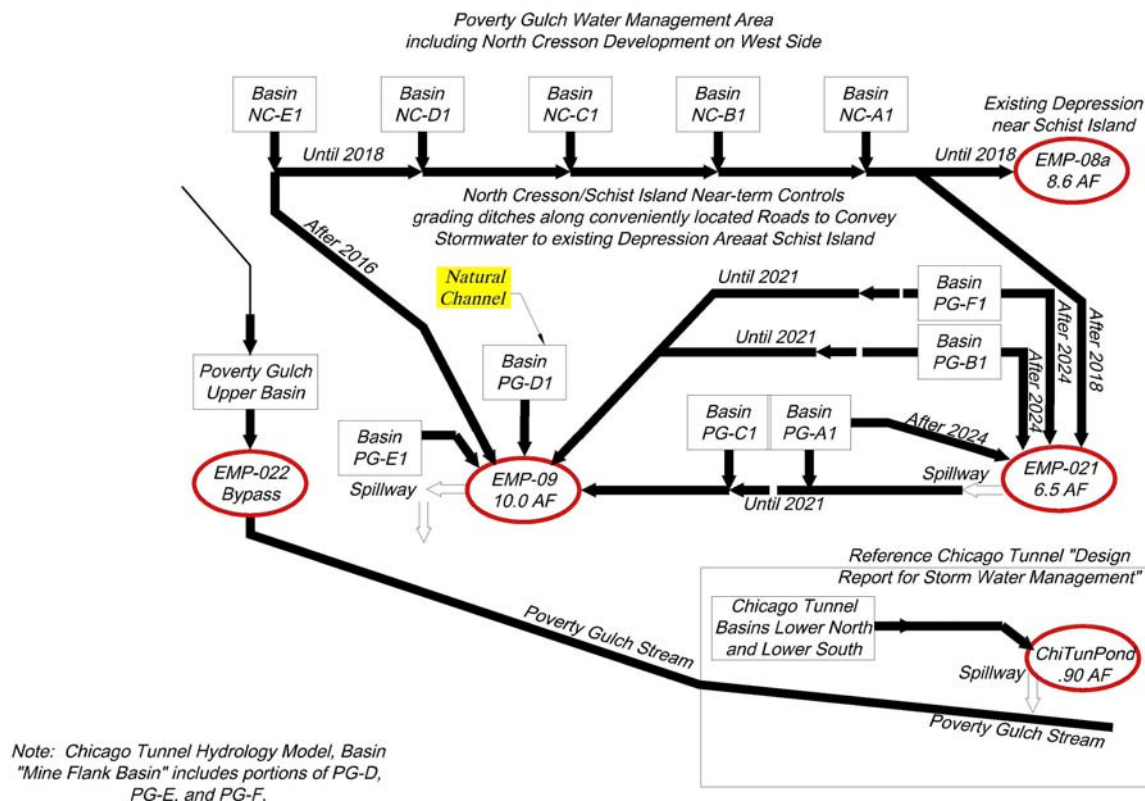 Poverty Gulch Water Management Area
including North Cresson Development on West Side
Basin
NC-E1
Basin
NC-D1
Basin
NC-C1
Basin
NC-B1
Basin
NC-A1
Existing Depression
near Schist Island
Until 2018
Until 2018
EMP-08a
8.6 AF
North Cresson/Schist Island Near-term Controls
grading ditches along conveniently located Roads to Convey
Stormwater to existing Depression Areaat Schist Island
After 2016
Natural
Channel
Until 2021
Basin
PG-F1
After 2018
After 2024
Until 2021
Basin
PG-B1
After 2024
Poverty Gulch
Upper Basin
Basin
PG-D1
Basin
PG-E1
Basin
PG-C1
Basin
PG-A1
After 2024
EMP-022
Bypass
Spillway
EMP-09
10.0 AF
Until 2021
Spillway
EMP-021
6.5 AF
Reference Chicago Tunnel "Design
Report for Storm Water Management"
Chicago Tunnel
Basins Lower North
and Lower South
ChiTunPond
.90 AF
Spillway
Poverty Gulch Stream
Poverty Gulch Stream
Note: Chicago Tunnel Hydrology Model, Basin
"Mine Flank Basin" includes portions of PG-D,
PG-E, and PG-F.